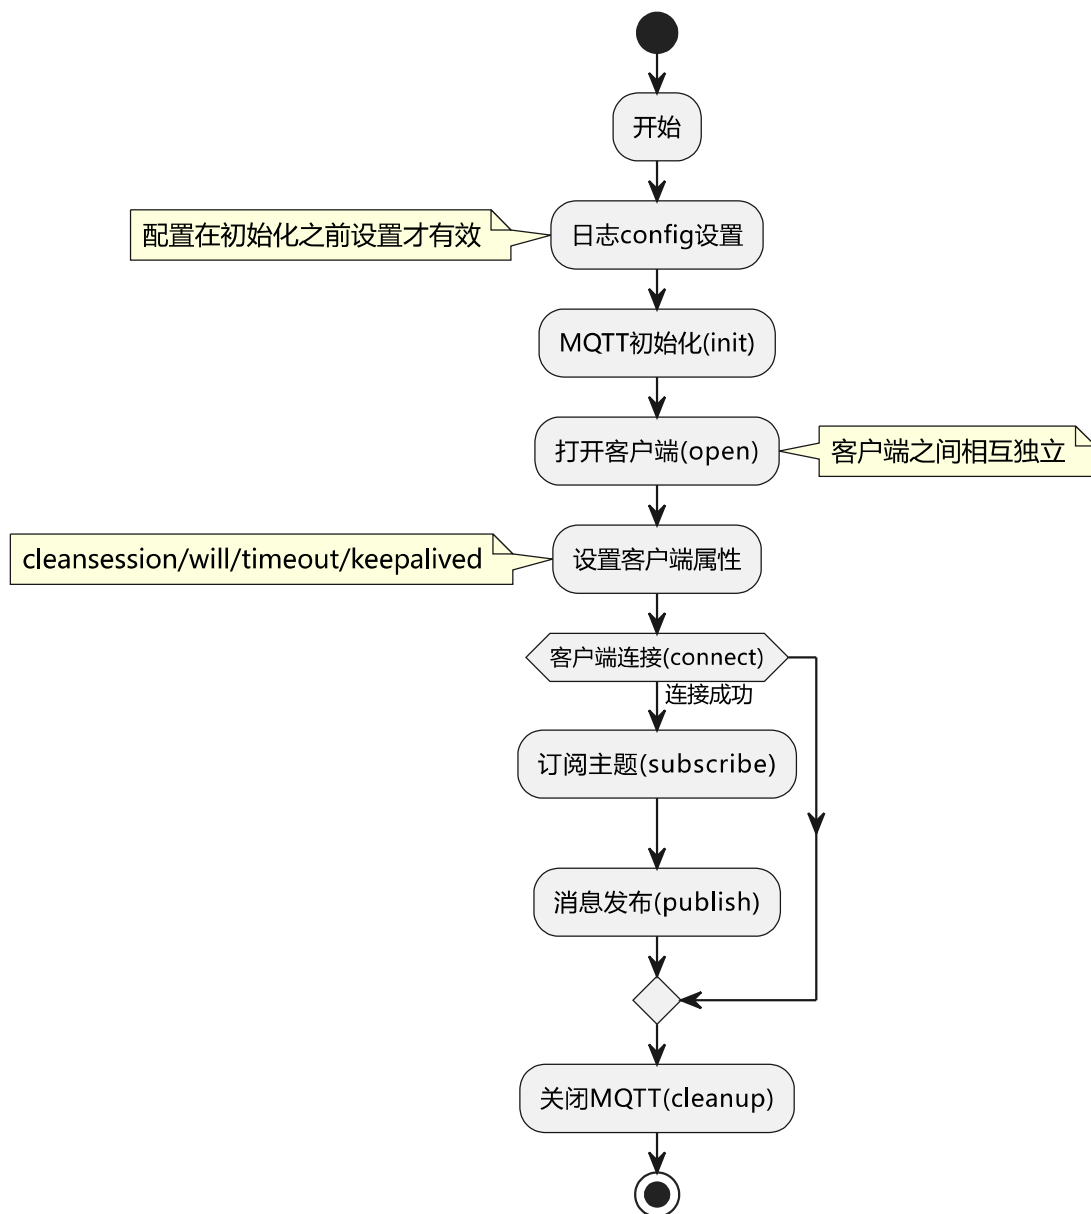 开始
配置在初始化之前设置才有效
日志config设置
MQTT初始化(init)
打开客户端(open)
客户端之间相互独立
cleansession/will/timeout/keepalived
设置客户端属性
客户端连接(connect)
连接成功
订阅主题(subscribe)
消息发布(publish)
关闭MQTT(cleanup)